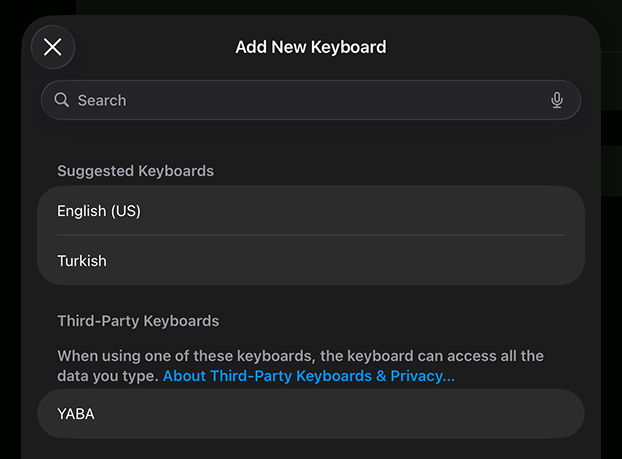 Add New Keyboard
Search
Suggested Keyboards
English (US)
Turkish
Third-Party Keyboards
When using one of these keyboards, the keyboard can access all the
data you type. About Third-Party Keyboards & Privacy...
YABA